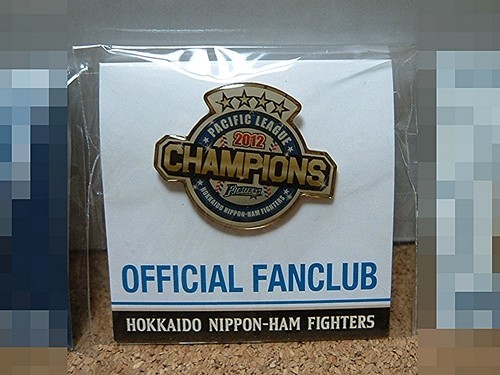 PACIFIC LEAGUE
2012
CHAMPIONS
Fighters
HOKKAIDO NIPPON-HAM FIGHTERS
OFFICIAL FANCLUB
HOKKAIDO NIPPON-HAM FIGHTERS